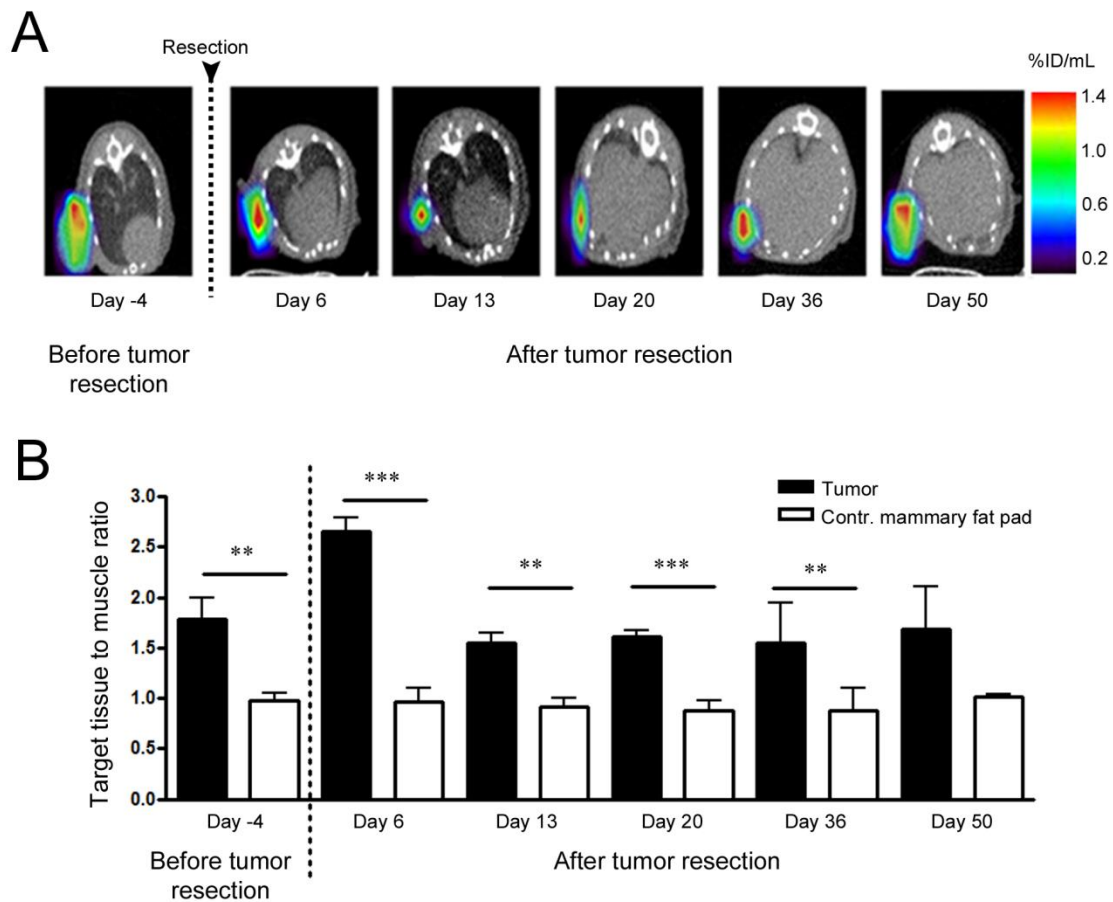 A
Resection
%ID/mL
1.4
1.0
0.6
0.2
Day -4
Day 6
Day 13
Day 20
Day 36
Day 50
Before tumor
resection
After tumor resection
B
Target tissue to muscle ratio
3.0
2.5
2.0
1.5
1.0
0.5
0.0
**
***
**
***
**
Tumor
Contr. mammary fat pad
Day -4
Day 6
Day 13
Day 20
Day 36
Day 50
Before tumor
resection
After tumor resection